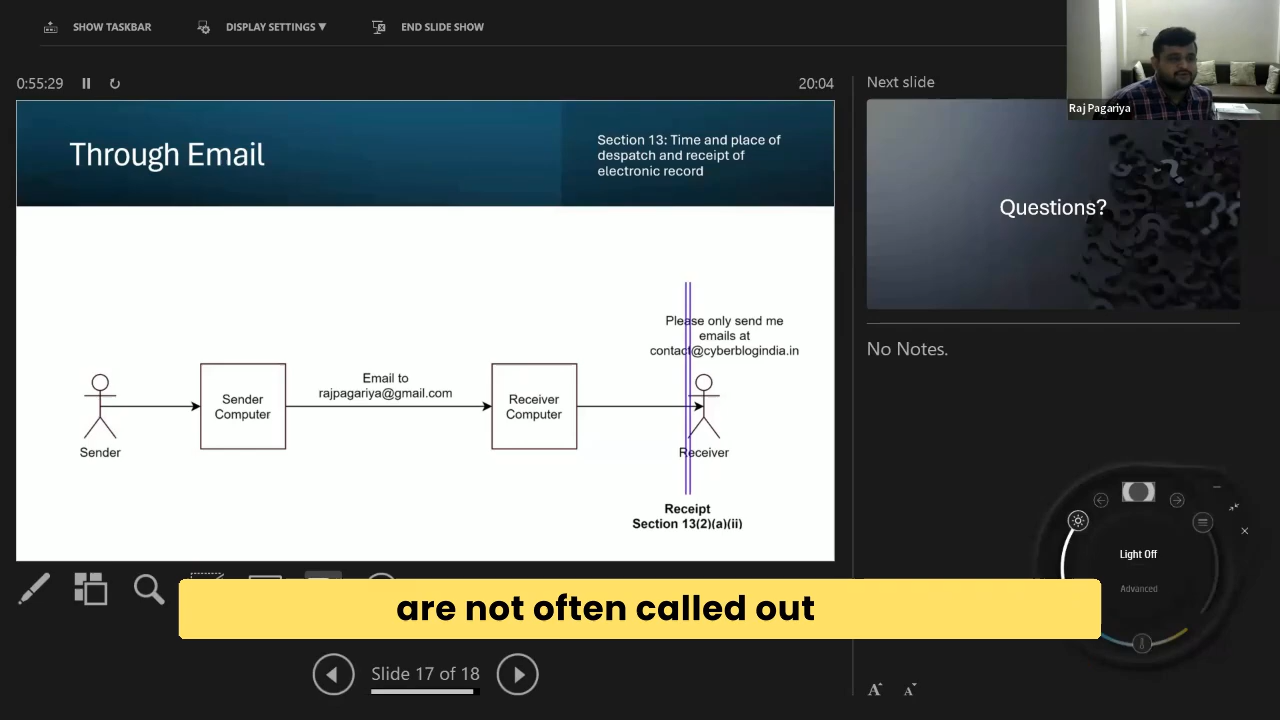 SHOW TASKBAR
DISPLAY SETTINGS ▼
END SLIDE SHOW
0:55:29
20:04
Next slide
Raj Pagariya
Through Email
Section 13: Time and place of
despatch and receipt of
electronic record
Questions?
Please only send me
emails at
contact@cyberblogindia.in
Email to
rajpagariya@gmail.com
Sender
Computer
Receiver
Computer
Sender
Receiver
Receipt
Section 13(2)(a)(ii)
No Notes.
Light Off
Advanced
are not often called out
Slide 17 of 18
A A